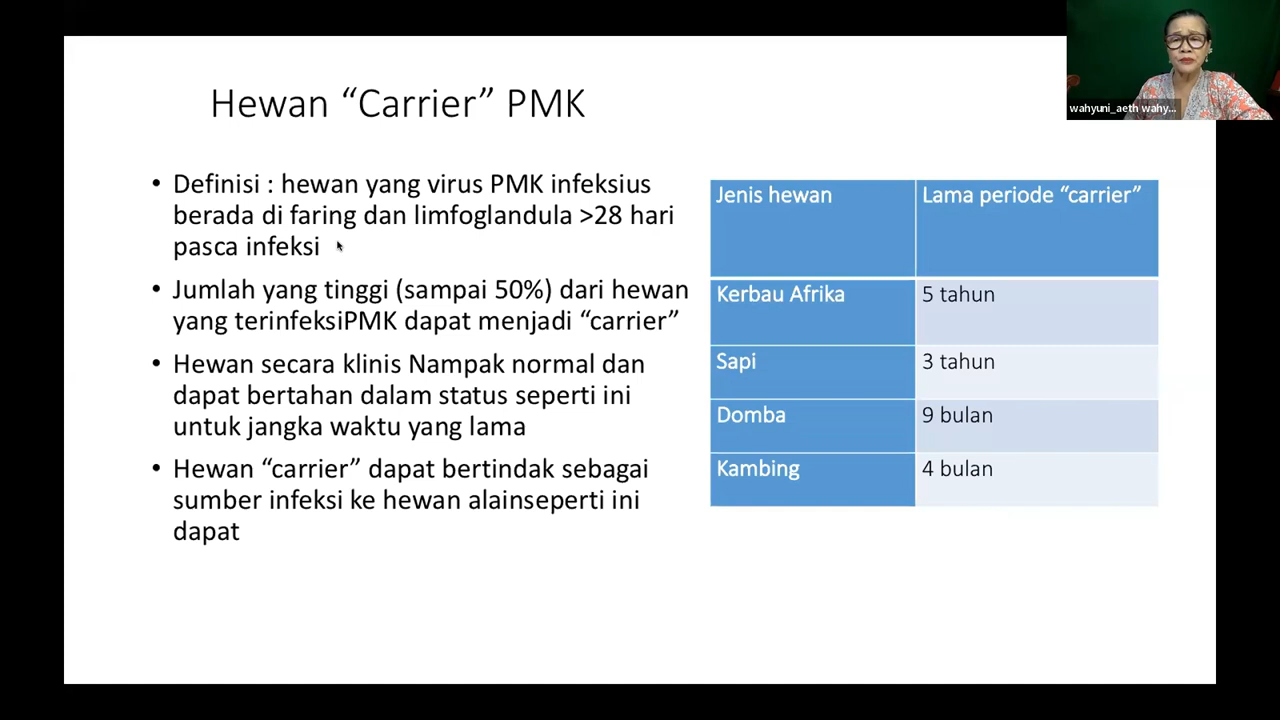 Hewan “Carrier” PMK
wahyuni_aeth wahy...
• Definisi : hewan yang virus PMK infeksius
berada di faring dan limfoglandula >28 hari
pasca infeksi
• Jumlah yang tinggi (sampai 50%) dari hewan
yang terinfeksiPMK dapat menjadi “carrier”
• Hewan secara klinis Nampak normal dan
dapat bertahan dalam status seperti ini
untuk jangka waktu yang lama
• Hewan “carrier” dapat bertindak sebagai
sumber infeksi ke hewan alainseperti ini
dapat
Jenis hewan Lama periode “carrier”
Kerbau Afrika 5 tahun
Sapi 3 tahun
Domba 9 bulan
Kambing 4 bulan